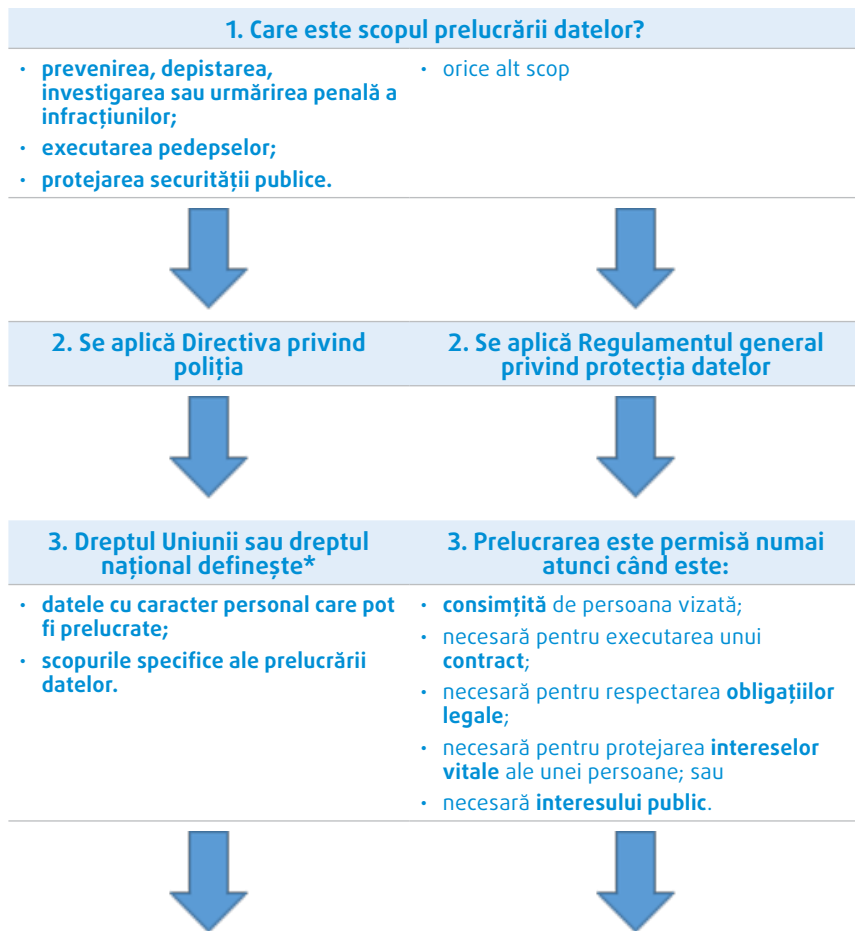 1. Care este scopul prelucrării datelor?
• prevenirea, depistarea,
investigarea sau urmărirea penală a
infracțiunilor;
• executarea pedepselor;
• protejarea securității publice.
• orice alt scop
2. Se aplică Directiva privind
poliția
2. Se aplică Regulamentul general
privind protecția datelor
3. Dreptul Uniunii sau dreptul
național definește*
• datele cu caracter personal care pot
fi prelucrate;
• scopurile specifice ale prelucrării
datelor.
3. Prelucrarea este permisă numai
atunci când este:
• consimțită de persoana vizată;
• necesară pentru executarea unui
contract;
• necesară pentru respectarea obligațiilor
legale;
• necesară pentru protejarea intereselor
vitale ale unei persoane; sau
• necesară interesului public.